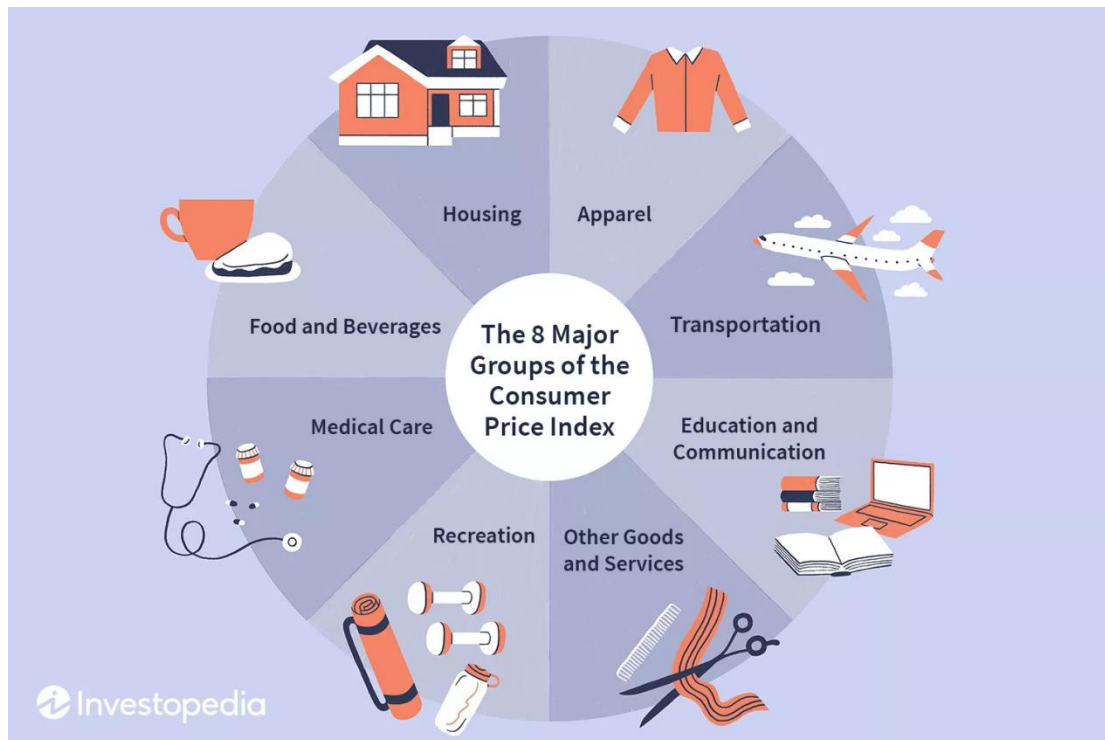 Housing
Apparel
Food and Beverages
The 8 Major
Groups of the
Consumer
Price Index
Transportation
Medical Care
Education and
Communication
Recreation
Other Goods
and Services
Investopedia